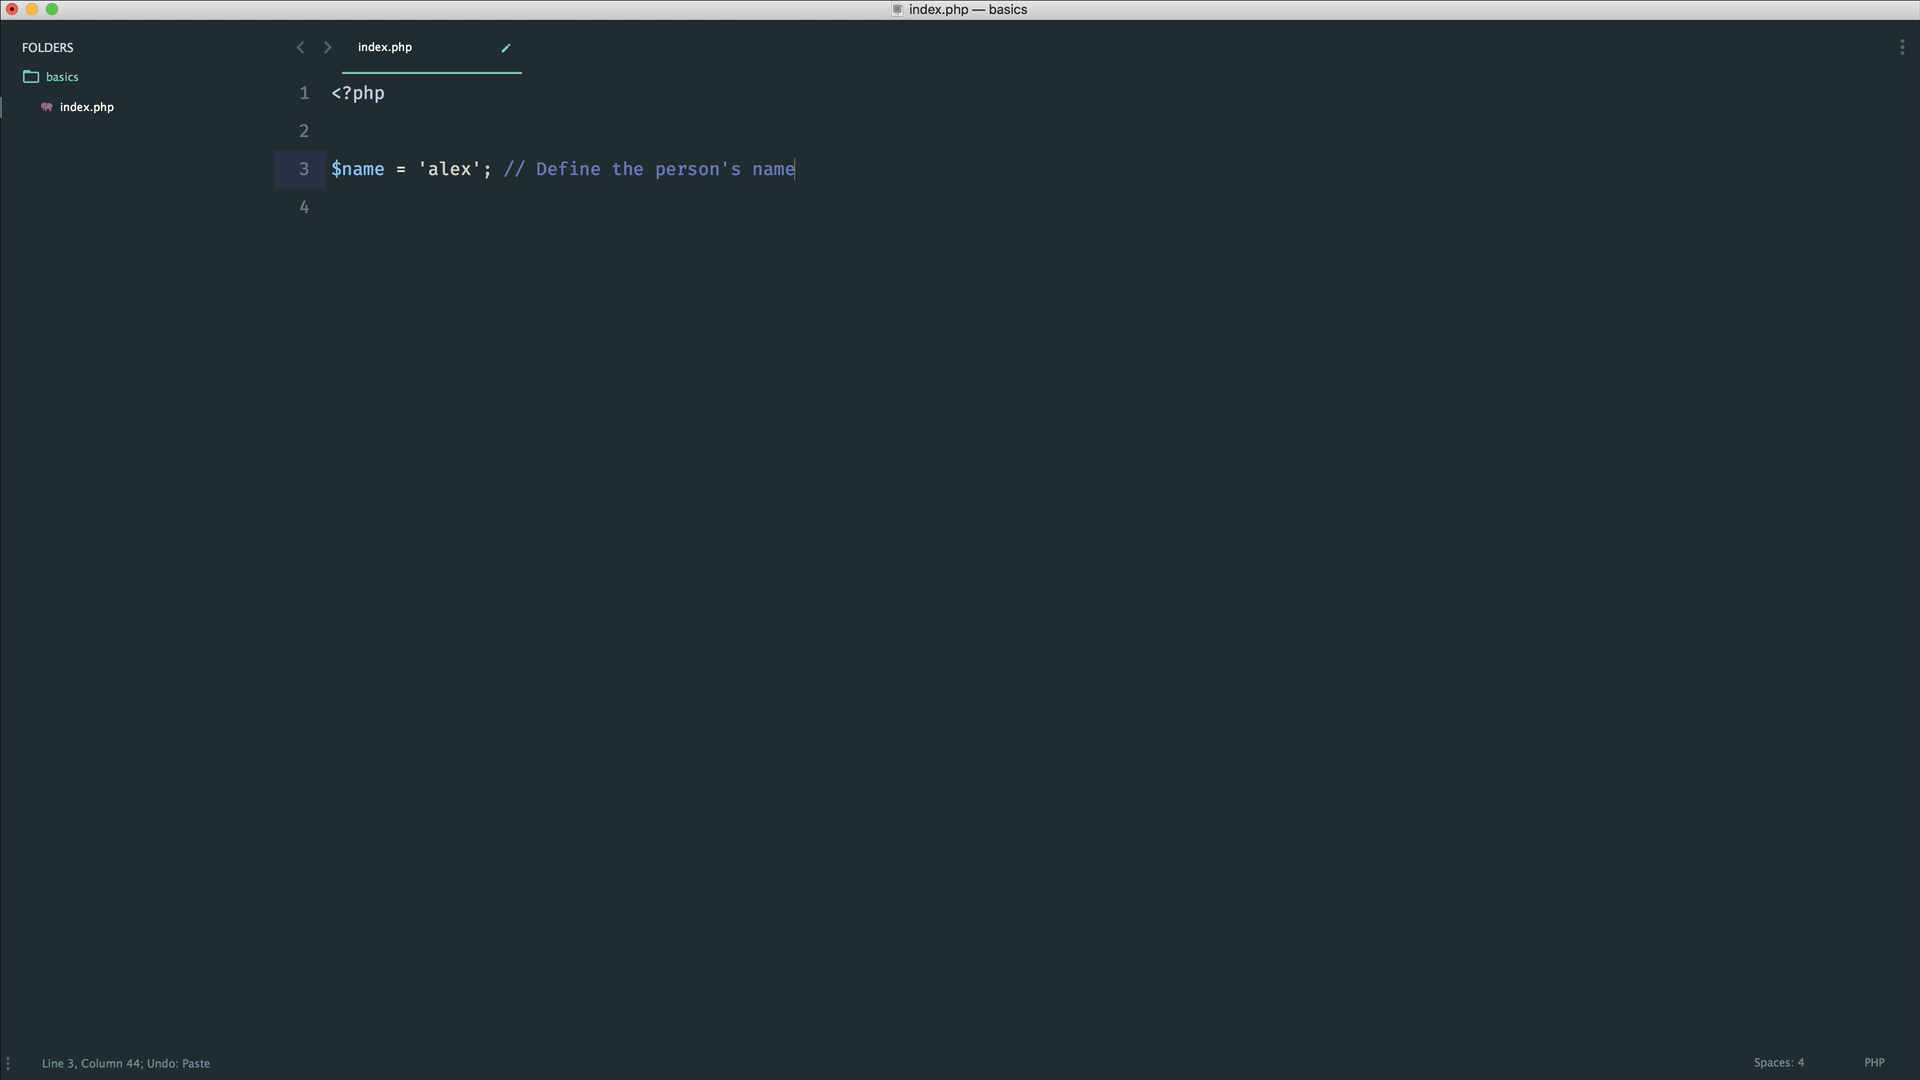 index.php — basics
FOLDERS
basics
index.php
index.php
1 <?php
2
3 $name = 'alex'; // Define the person's name
4
Line 3, Column 44; Undo: Paste
Spaces: 4
PHP